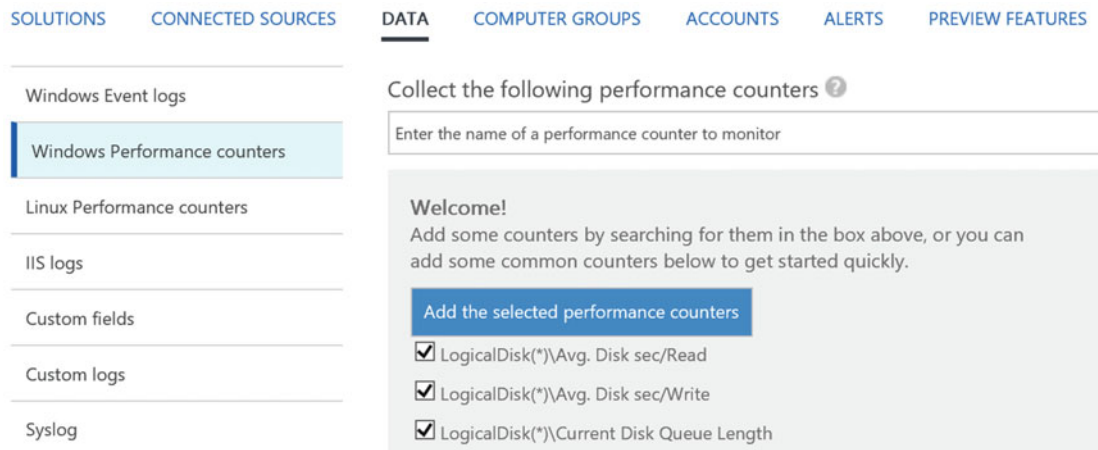 SOLUTIONS CONNECTED SOURCES DATA COMPUTER GROUPS ACCOUNTS ALERTS PREVIEW FEATURES
Windows Event logs
Windows Performance counters
Linux Performance counters
IIS logs
Custom fields
Custom logs
Syslog
Collect the following performance counters ?
Enter the name of a performance counter to monitor
Welcome!
Add some counters by searching for them in the box above, or you can
add some common counters below to get started quickly.
Add the selected performance counters
LogicalDisk(*)\Avg. Disk sec/Read
LogicalDisk(*)\Avg. Disk sec/Write
LogicalDisk(*)\Current Disk Queue Length